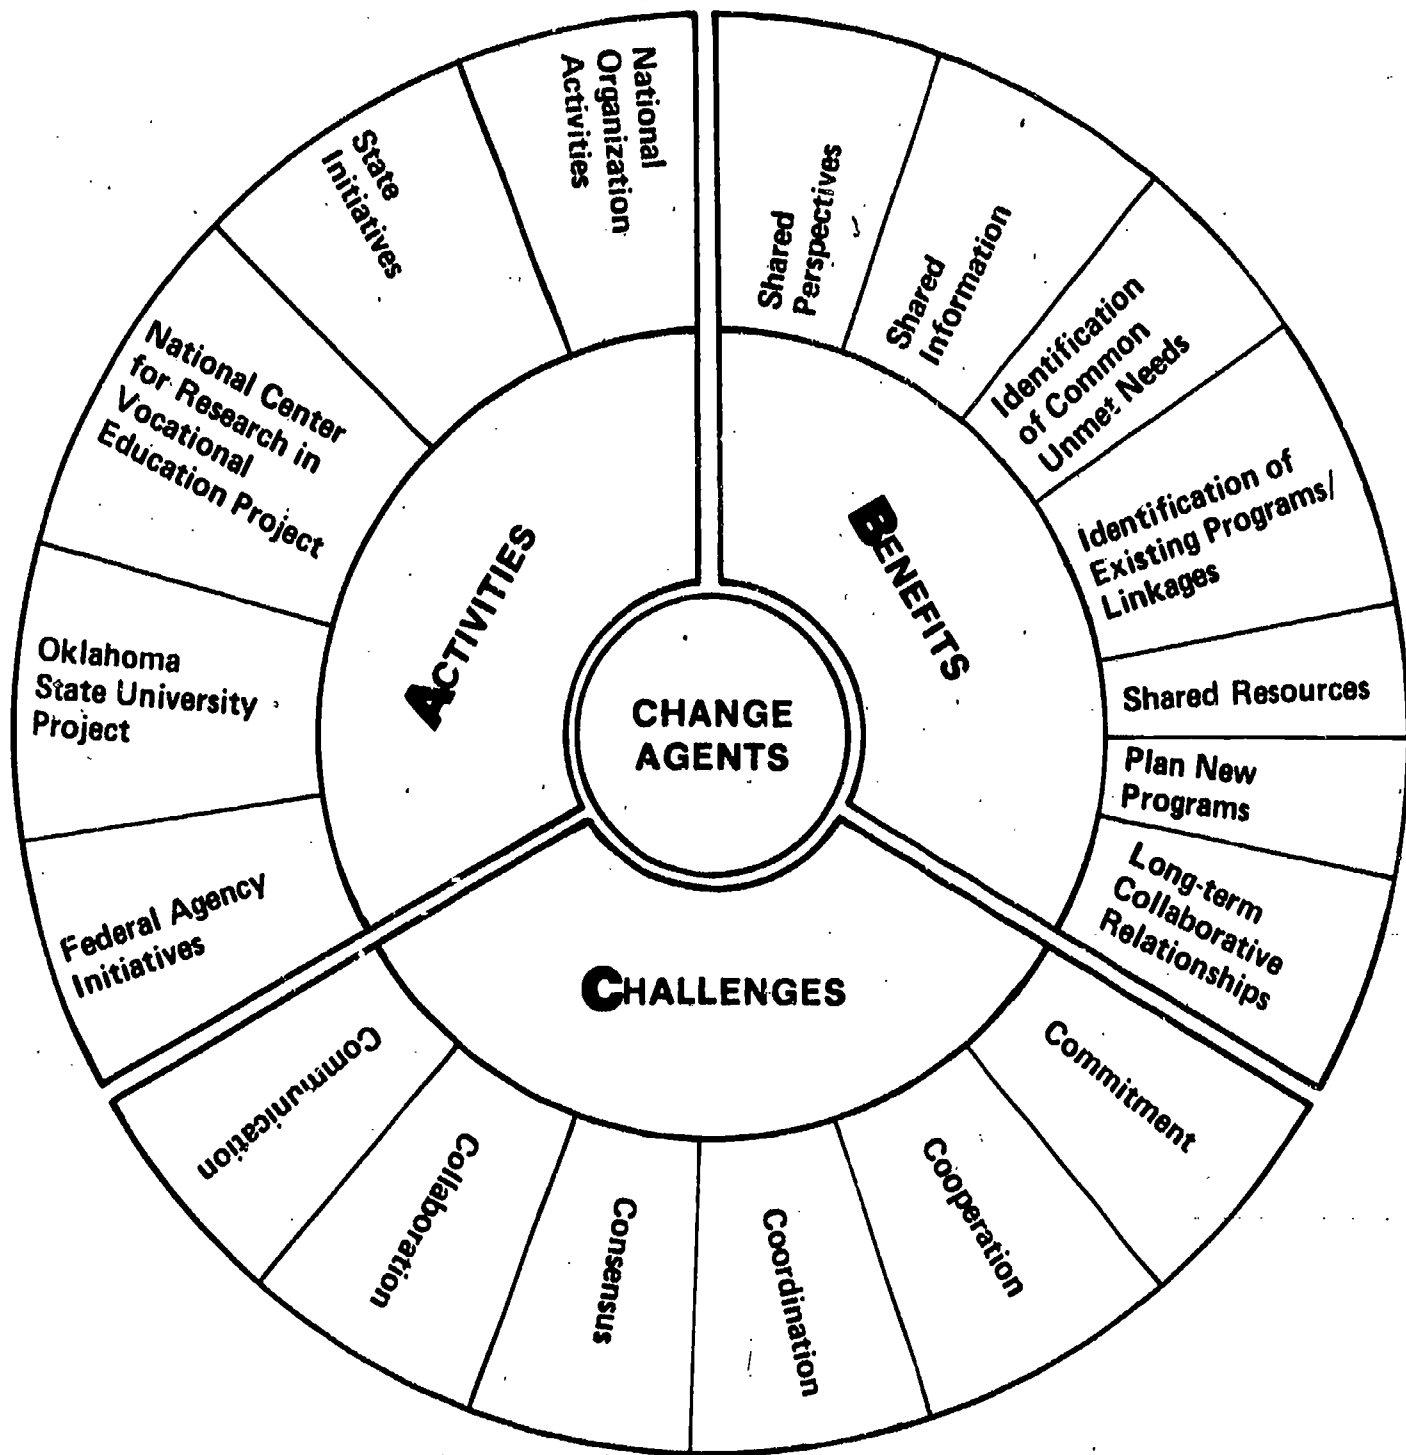 National
Organization
Activities
State
Initiatives
National Center
for Research in
Vocational
Education Project
Oklahoma
State University
Project
Federal Agency
Initiatives
ACTIVITIES
Shared
Perspectives
Shared
Information
Identification
of Common
Unmet Needs
Identification of
Existing Programs/
Linkages
Shared Resources
Plan New
Programs
Long-term
Collaborative
Relationships
BENEFITS
CHANGE
AGENTS
CHALLENGES
Communication
Collaboration
Consensus
Coordination
Cooperation
Commitment